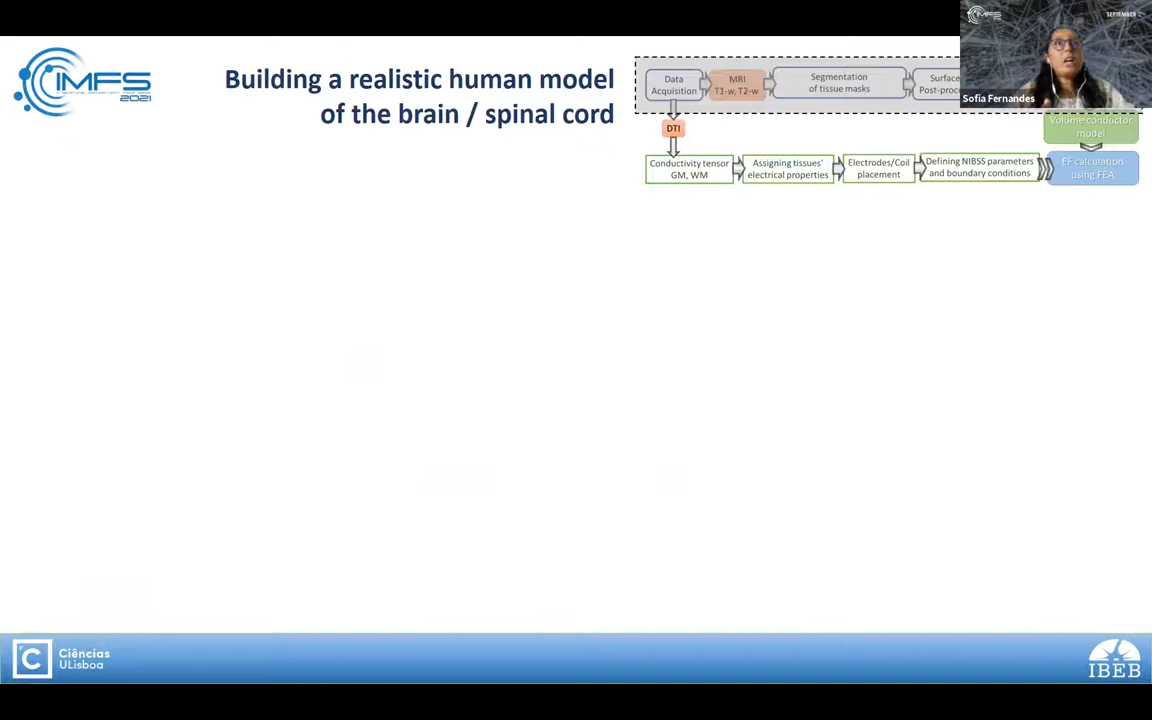 IMFS
2021
Building a realistic human model
of the brain / spinal cord
Data
Acquisition
MRI
T1-w, T2-w
Segmentation
of tissue masks
Surface
Post-proc
IMFS
SEPTEMBER
Sofia Fernandes
Volume conductor
model
DTI
Conductivity tensor
GM, WM
Assigning tissues'
electrical properties
Electrodes/Coil
placement
Defining NIBSS parameters
and boundary conditions
EF calculation
using FEA
Ciências
ULisboa
IBEB